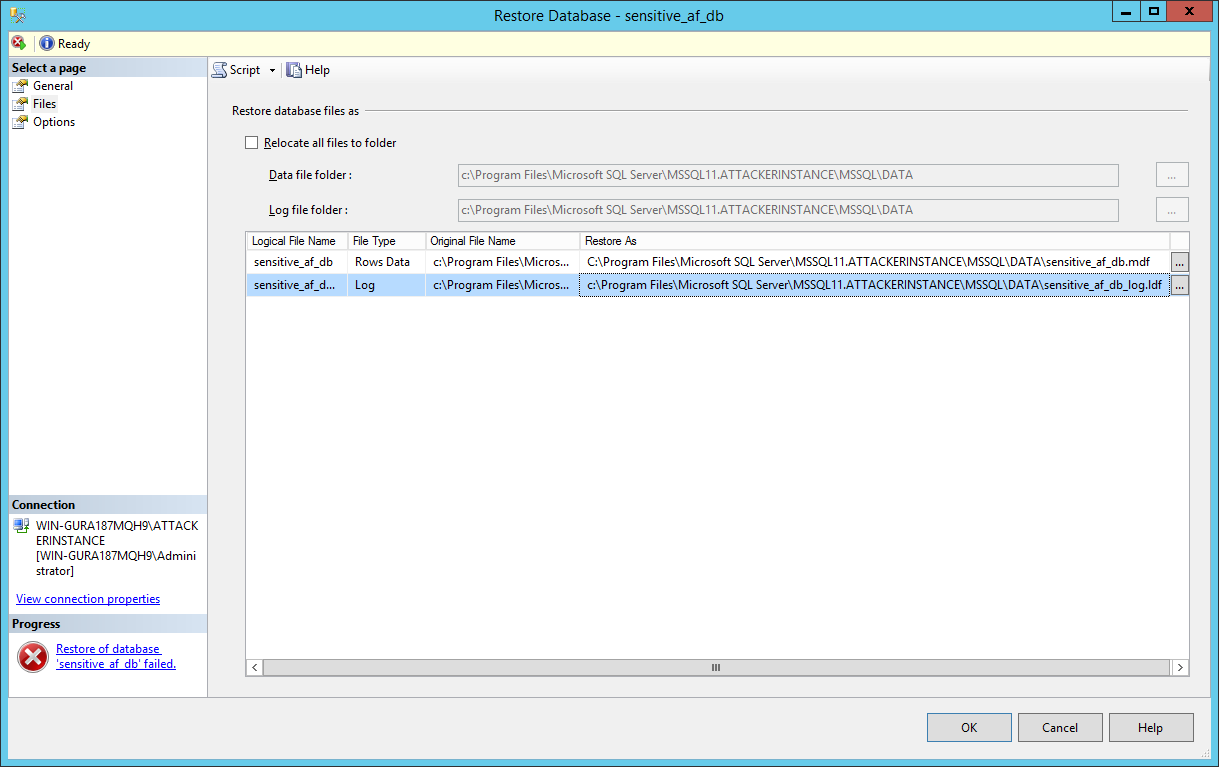 Restore Database - sensitive_af_db
Ready
Select a page
General
Files
Options
Script
Help
Restore database files as
Relocate all files to folder
Data file folder :
c:\Program Files\Microsoft SQL Server\MSSQL11.ATTACKERINSTANCE\MSSQL\DATA
...
Log file folder :
c:\Program Files\Microsoft SQL Server\MSSQL11.ATTACKERINSTANCE\MSSQL\DATA
...
Logical File Name File Type Original File Name Restore As
sensitive_af_db Rows Data c:\Program Files\Micros... C:\Program Files\Microsoft SQL Server\MSSQL11.ATTACKERINSTANCE\MSSQL\DATA\sensitive_af_db.mdf ...
sensitive_af_d... Log c:\Program Files\Micros... c:\Program Files\Microsoft SQL Server\MSSQL11.ATTACKERINSTANCE\MSSQL\DATA\sensitive_af_db_log.ldf ...
Connection
WIN-GURA187MQH9\ATTACK
ERINSTANCE
[WIN-GURA187MQH9\Admini
strator]
View connection properties
Progress
Restore of database
'sensitive_af_db' failed.
OK
Cancel
Help